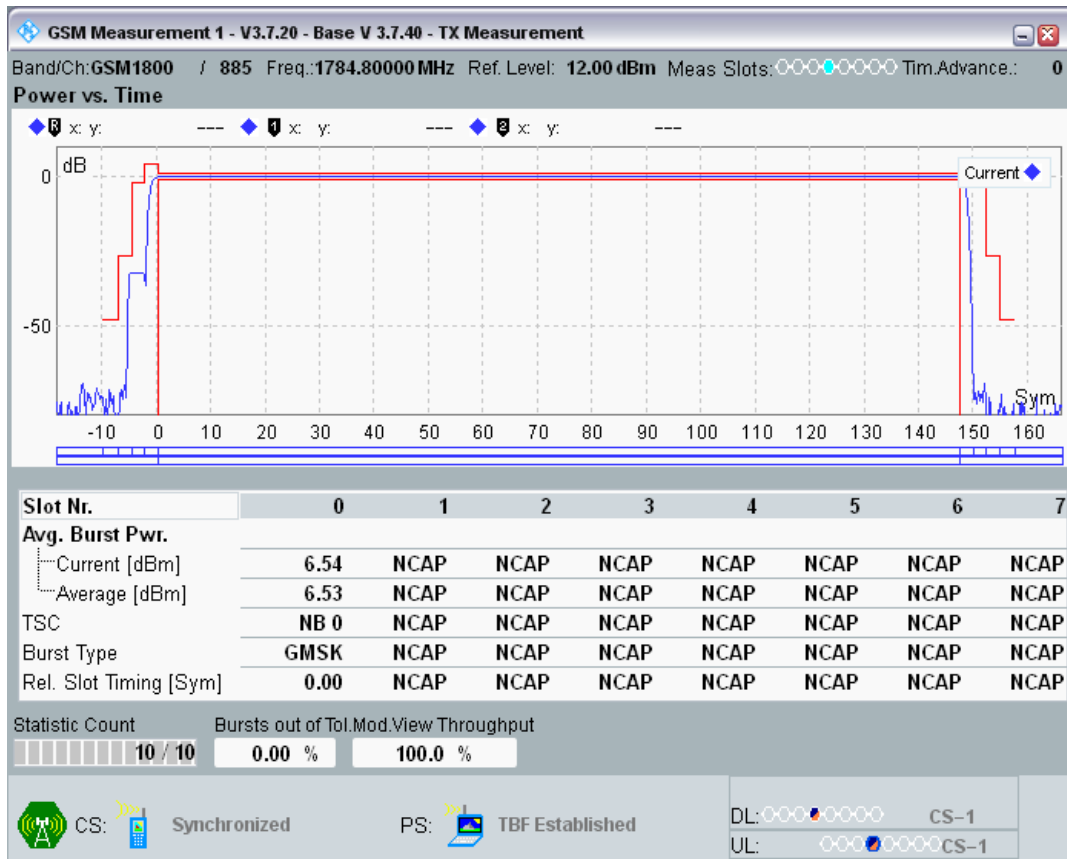 GSM Measurement 1 - V3.7.20 - Base V 3.7.40 - TX Measurement
Band/Ch:GSM1800 / 885 Freq.:1784.80000 MHz Ref. Level: 12.00 dBm Meas Slots: Tim.Advance.: 0
Power vs. Time
R x: y: --- 1 x: y: --- 2 x: y: ---
dB
Current
0
-50
Sym
-10 0 10 20 30 40 50 60 70 80 90 100 110 120 130 140 150 160
Slot Nr. 0 1 2 3 4 5 6 7
Avg. Burst Pwr.
Current [dBm] 6.54 NCAP NCAP NCAP NCAP NCAP NCAP NCAP
Average [dBm] 6.53 NCAP NCAP NCAP NCAP NCAP NCAP NCAP
TSC NB 0 NCAP NCAP NCAP NCAP NCAP NCAP NCAP
Burst Type GMSK NCAP NCAP NCAP NCAP NCAP NCAP NCAP
Rel. Slot Timing [Sym] 0.00 NCAP NCAP NCAP NCAP NCAP NCAP NCAP
Statistic Count Bursts out of Tol.Mod.View Throughput
10 / 10 0.00 % 100.0 %
CS: Synchronized PS: TBF Established DL: CS-1
UL: CS-1